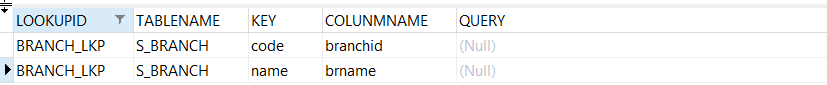 LOOKUPID TABLENAME KEY COLUNMNAME QUERY
BRANCH_LKP S_BRANCH code branchid (Null)
BRANCH_LKP S_BRANCH name brname (Null)